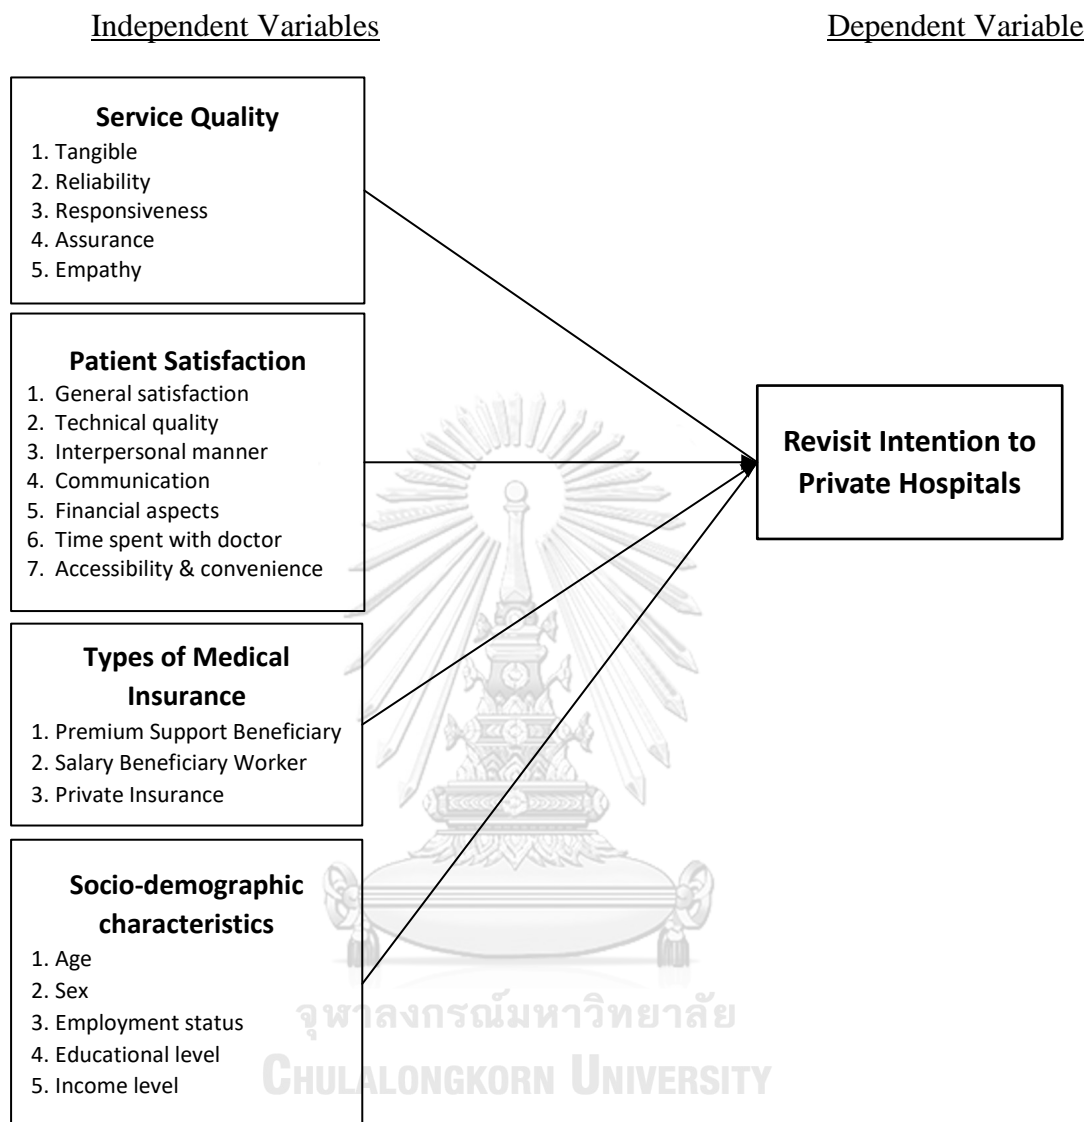 Independent Variables
Dependent Variable
Service Quality
1. Tangible
2. Reliability
3. Responsiveness
4. Assurance
5. Empathy
Patient Satisfaction
1. General satisfaction
2. Technical quality
3. Interpersonal manner
4. Communication
5. Financial aspects
6. Time spent with doctor
7. Accessibility & convenience
Types of Medical
Insurance
1. Premium Support Beneficiary
2. Salary Beneficiary Worker
3. Private Insurance
Socio-demographic
characteristics
1. Age
2. Sex
3. Employment status
4. Educational level
5. Income level
Revisit Intention to
Private Hospitals
จุฬาลงกรณ์มหาวิทยาลัย
CHULALONGKORN UNIVERSITY